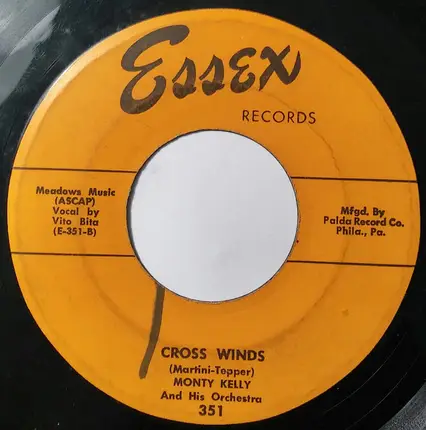 Essex
RECORDS
Meadows Music
(ASCAP)
Vocal by
Vito Bita
(E-351-B)
Mfgd. By
Palda Record Co.
Phila., Pa.
CROSS WINDS
(Martini-Tepper)
MONTY KELLY
And His Orchestra
351